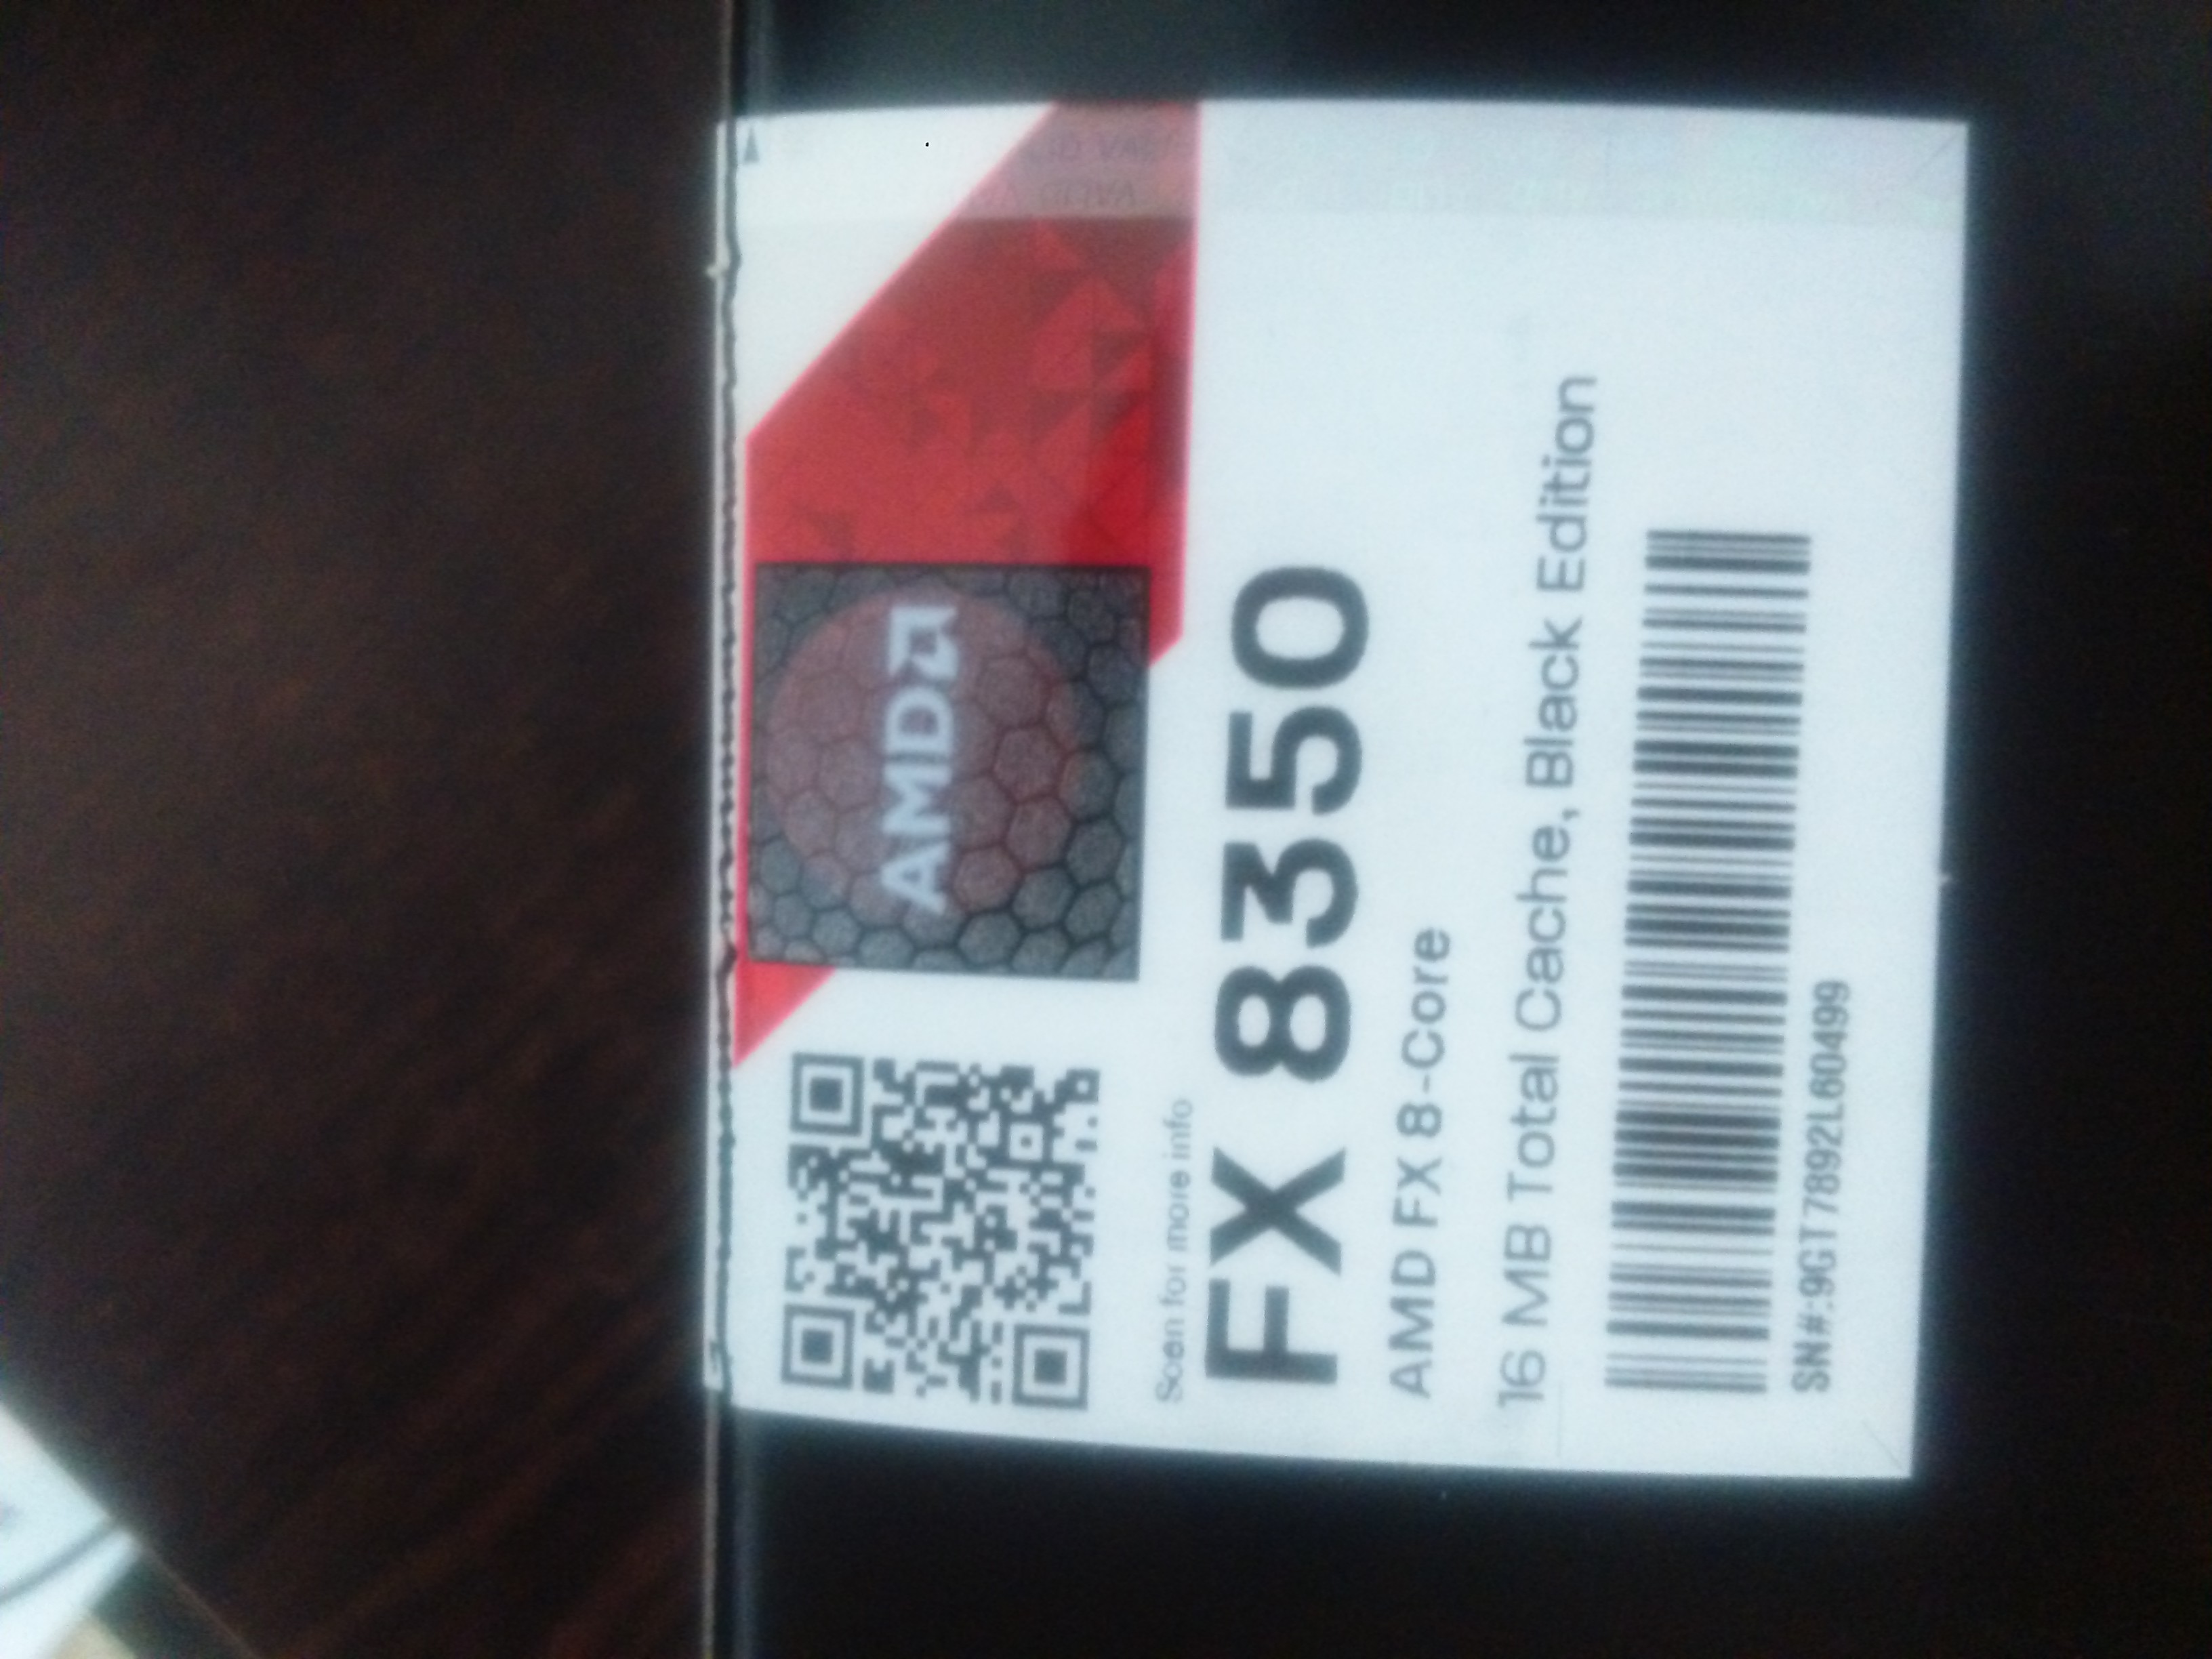 AMD
Scan for more info
FX 8350
AMD FX 8-Core
16 MB Total Cache, Black Edition
SN#:9GT7892L60499